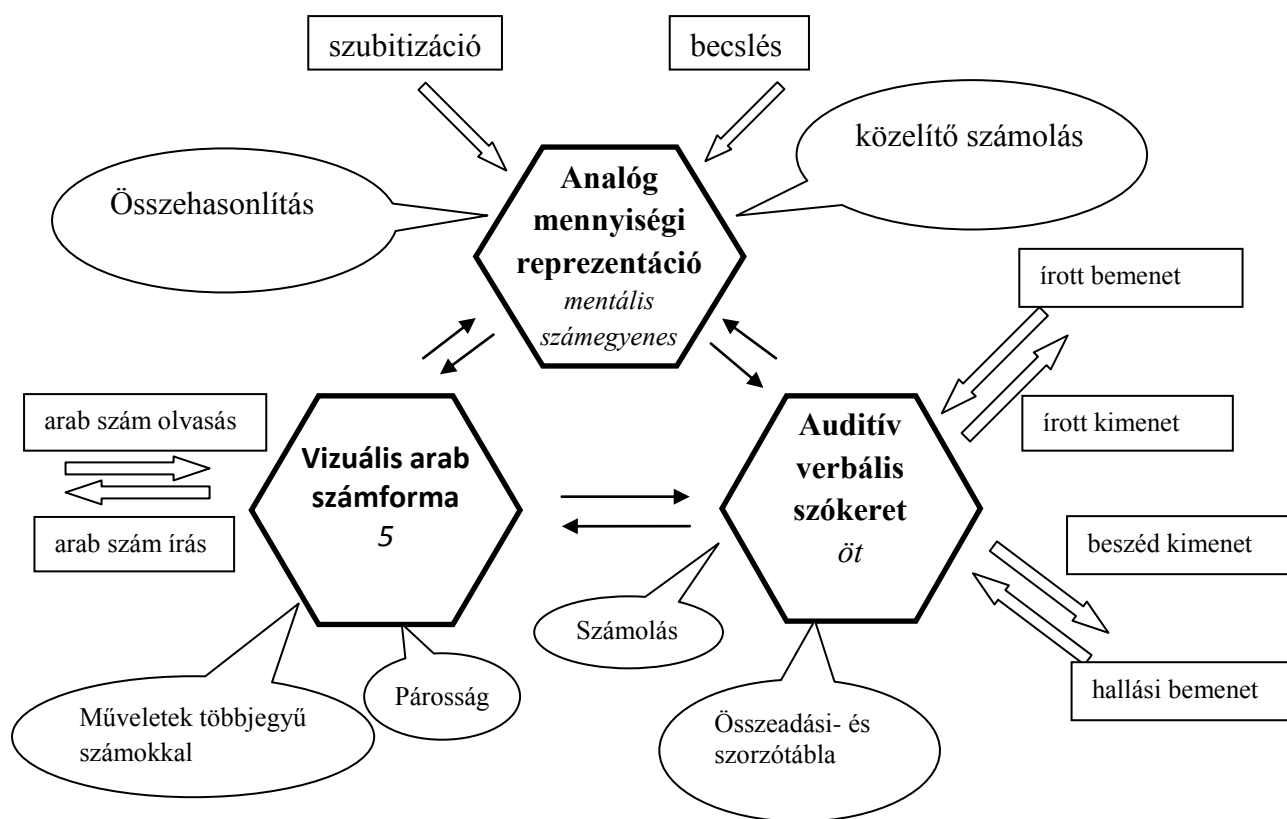 szubitizáció
becslés
Összehasonlítás
közelítő számolás
Analóg
mennyiségi
reprezentáció
mentális
számegyenes
írott bemenet
írott kimenet
arab szám olvasás
arab szám írás
Vizuális arab
számforma
5
Auditív
verbális
szókeret
öt
beszéd kimenet
hallási bemenet
Számolás
Párosság
Műveletek többjegyű
számokkal
Összeadási- és
szorzótábla